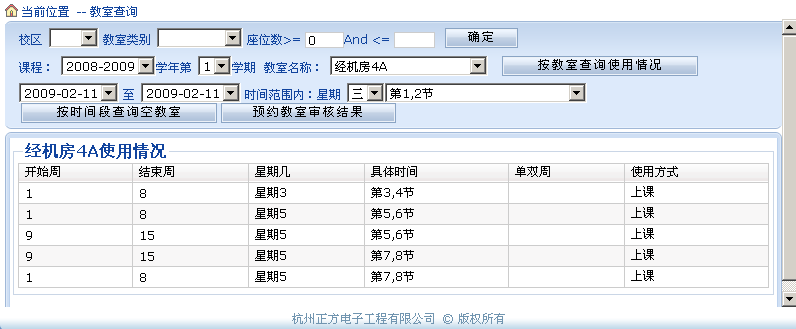 当前位置 -- 教室查询
校区 教室类别 座位数>= 0 And <= 确定
课程： 2008-2009 学年第 1 学期 教室名称： 经机房4A 按教室查询使用情况
2009-02-11 至 2009-02-11 时间范围内：星期 三 第1,2节
按时间段查询空教室 预约教室审核结果
经机房4A使用情况
开始周 结束周 星期几 具体时间 单双周 使用方式
1 8 星期3 第3,4节 上课
1 8 星期5 第5,6节 上课
9 15 星期5 第5,6节 上课
9 15 星期5 第7,8节 上课
1 8 星期5 第7,8节 上课
杭州正方电子工程有限公司 © 版权所有